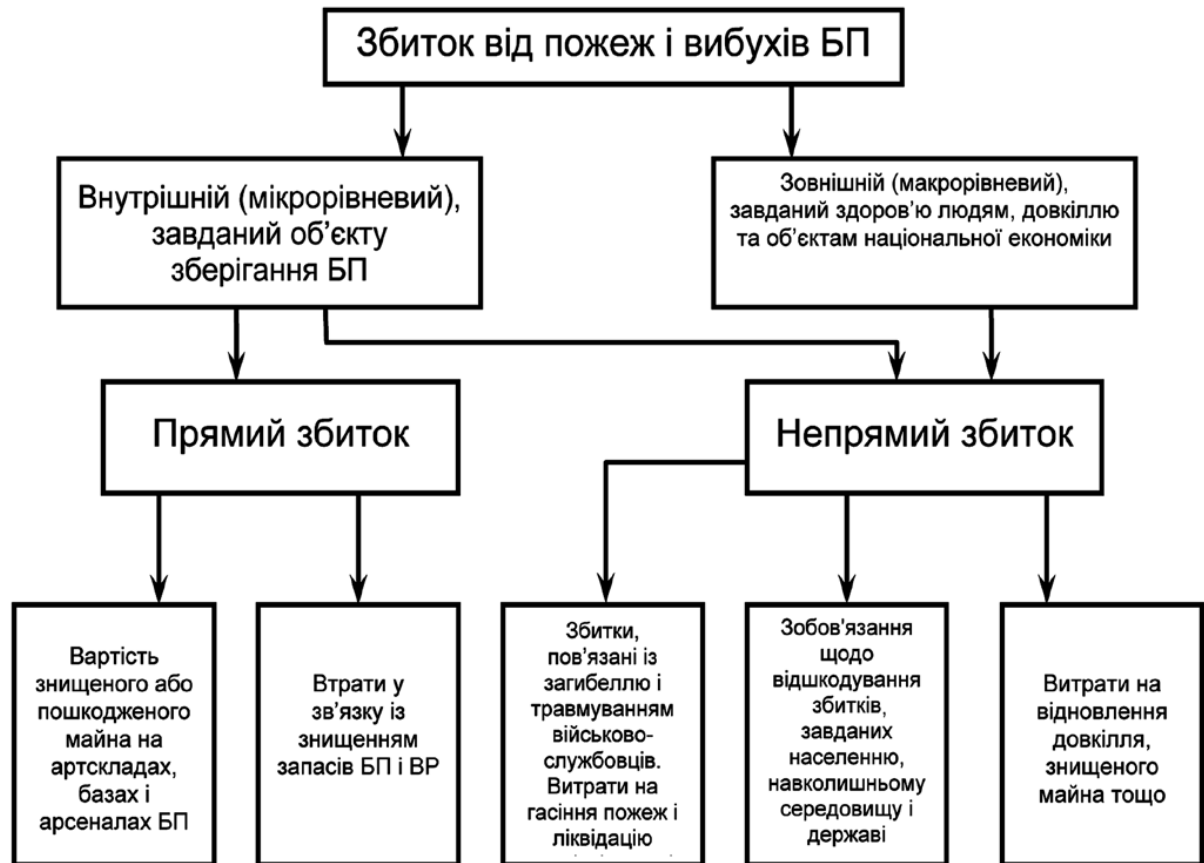 Збиток від пожеж і вибухів БП
Внутрішній (мікрорівневий),
завданий об’єкту
зберігання БП
Зовнішній (макрорівневий),
завданий здоров’ю людям, довкіллю
та об’єктам національної економіки
Прямий збиток
Непрямий збиток
Вартість
знищеного або
пошкодженого
майна на
артскладах,
базах і
арсеналах БП
Втрати у
зв’язку із
знищенням
запасів БП і ВР
Збитки,
пов’язані із
загибеллю і
травмуванням
військово-
службовців.
Витрати на
гасіння пожеж і
ліквідацію
Зобов'язання
щодо
відшкодування
збитків,
завданих
населенню,
навколишньому
середовищу і
державі
Витрати на
відновлення
довкілля,
знищеного
майна тощо